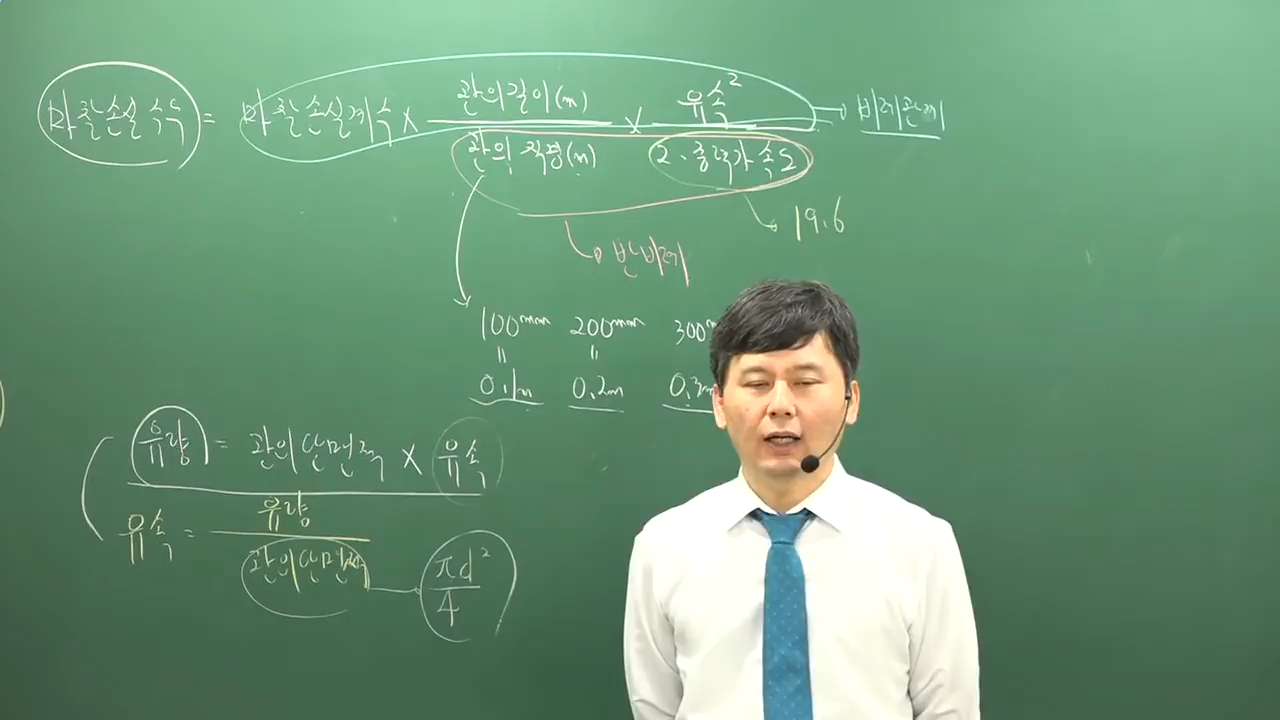 마찰손실수두 = 마찰손실계수 × 관의길이(m) / 관의 직경(m) × 유속² / 2·중력가속도 → 비례관계
→ 19.6
→ 반비례
100mm 200mm 300m
〃 〃
0.1m 0.2m 0.3m
유량 = 관의 단면적 × 유속
유속 = 유량 / 관의단면적
πd² / 4